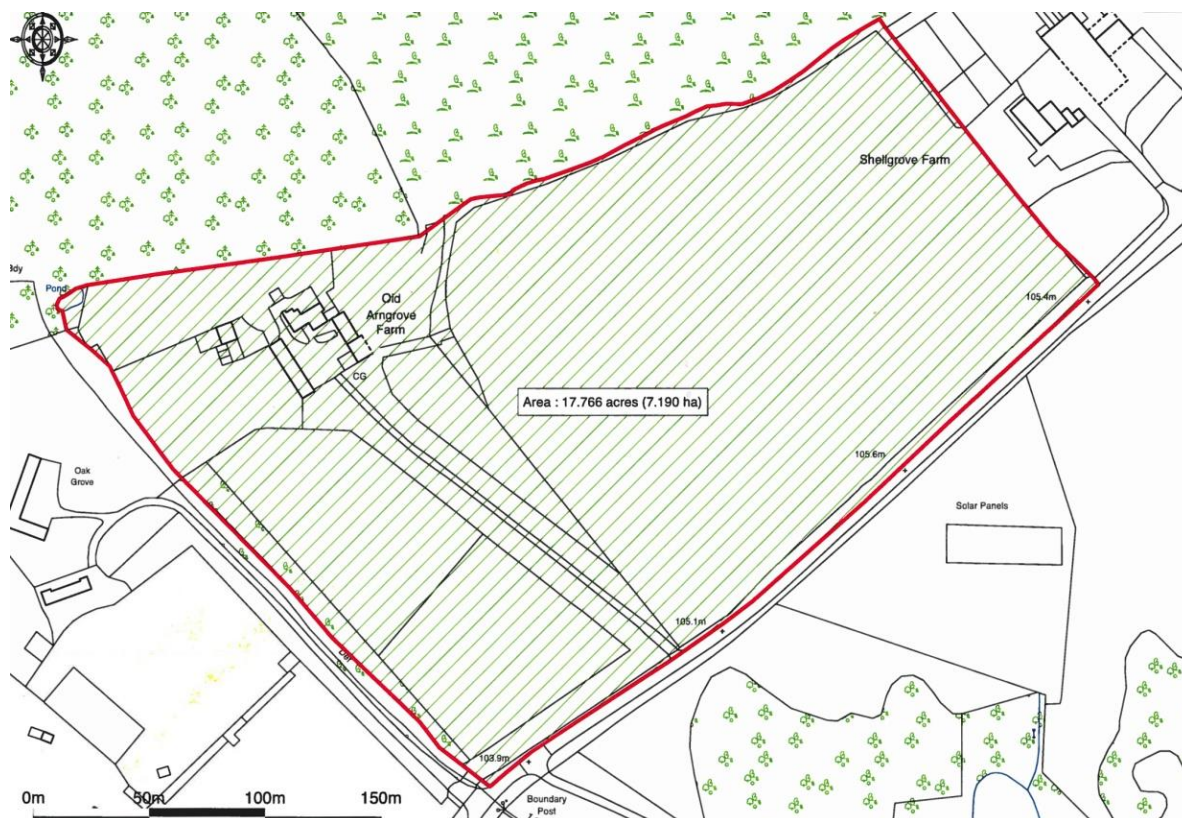 Shellgrove Farm
Bdy
Pond
Old
Arngrove
Farm
105.4m
CG
Area : 17.766 acres (7.190 ha)
105.6m
Oak
Grove
Solar Panels
105.1m
Def
103.9m
0m 50m 100m 150m
Boundary
Post